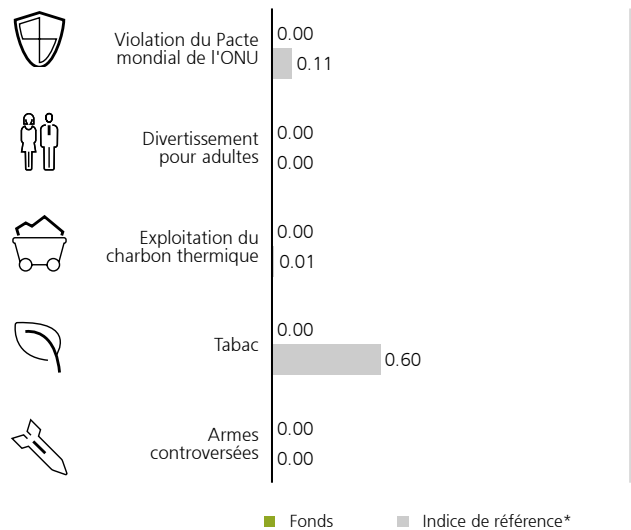 Violation du Pacte
mondial de l'ONU
0.00
0.11
Divertissement
pour adultes
0.00
0.00
Exploitation du
charbon thermique
0.00
0.01
Tabac
0.00
0.60
Armes
controversées
0.00
0.00
Fonds
Indice de référence*